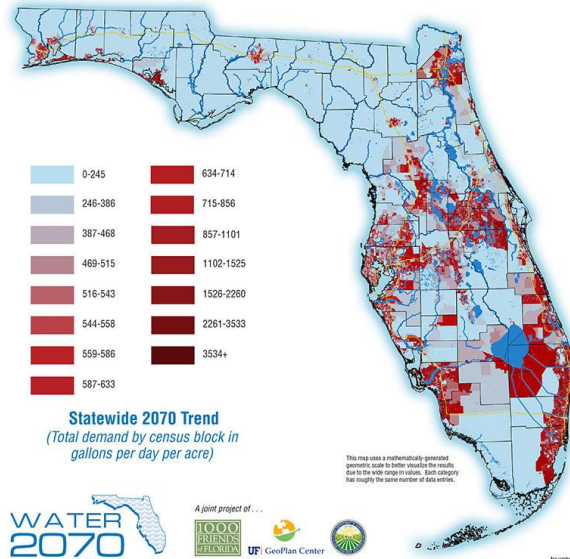 0-245
246-386
387-468
469-515
516-543
544-558
559-586
587-633
634-714
715-856
857-1101
1102-1525
1526-2260
2261-3533
3534+
Statewide 2070 Trend
(Total demand by census block in
gallons per day per acre)
This map uses a mathematically-generated
geometric scale to better visualize the results
due to the wide range in values. Each category
has roughly the same number of data entries.
WATER
2070
A joint project of . . .
1000
FRIENDS
of FLORIDA
UF GeoPlan Center